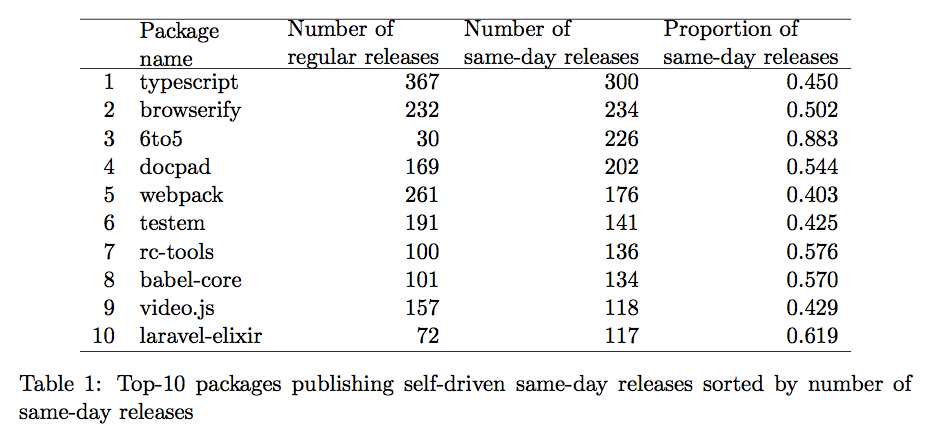 Package name Number of regular releases Number of same-day releases Proportion of same-day releases
1 typescript 367 300 0.450
2 browserify 232 234 0.502
3 6to5 30 226 0.883
4 docpad 169 202 0.544
5 webpack 261 176 0.403
6 testem 191 141 0.425
7 rc-tools 100 136 0.576
8 babel-core 101 134 0.570
9 video.js 157 118 0.429
10 laravel-elixir 72 117 0.619
Table 1: Top-10 packages publishing self-driven same-day releases sorted by number of
same-day releases